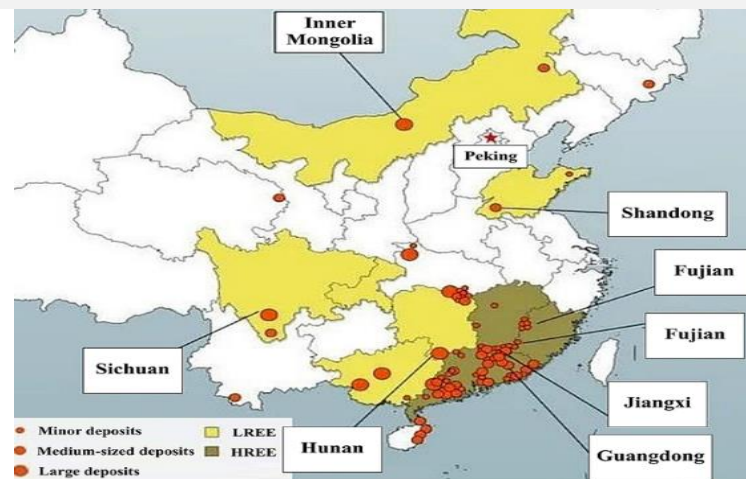 Inner
Mongolia
Peking
Shandong
Fujian
Fujian
Sichuan
Jiangxi
Hunan
Guangdong
Minor deposits
LREE
Medium-sized deposits
HREE
Large deposits